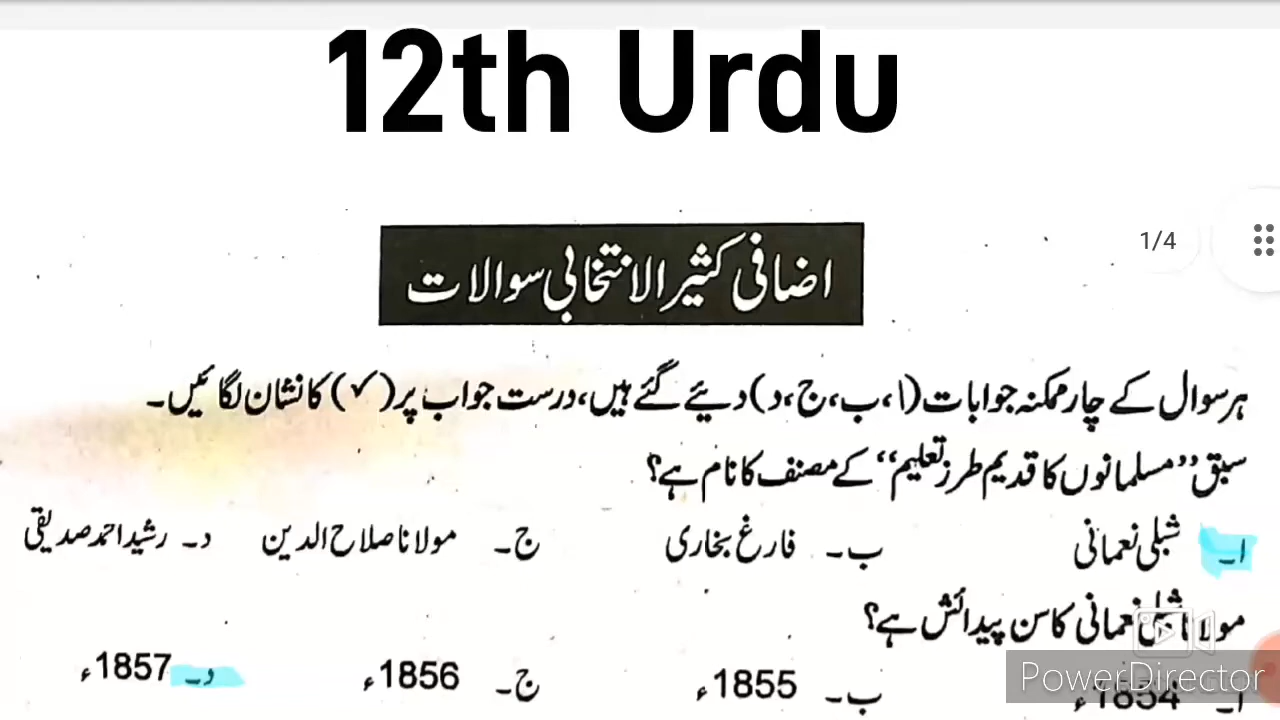 12th Urdu
اضافی کثیر الانتخابی سوالات
1/4
ہر سوال کے چار ممکنہ جوابات (ا، ب، ج، د) دیئے گئے ہیں، درست جواب پر (✓) کا نشان لگائیں۔
سبق ”مسلمانوں کا قدیم طرز تعلیم“ کے مصنف کا نام ہے؟
ا۔ شبلی نعمانی ب۔ فارغ بخاری ج۔ مولانا صلاح الدین د۔ رشید احمد صدیقی
مولانا شبلی نعمانی کا سن پیدائش ہے؟
ا۔ 1854ء ب۔ 1855ء ج۔ 1856ء د۔ 1857ء
PowerDirector